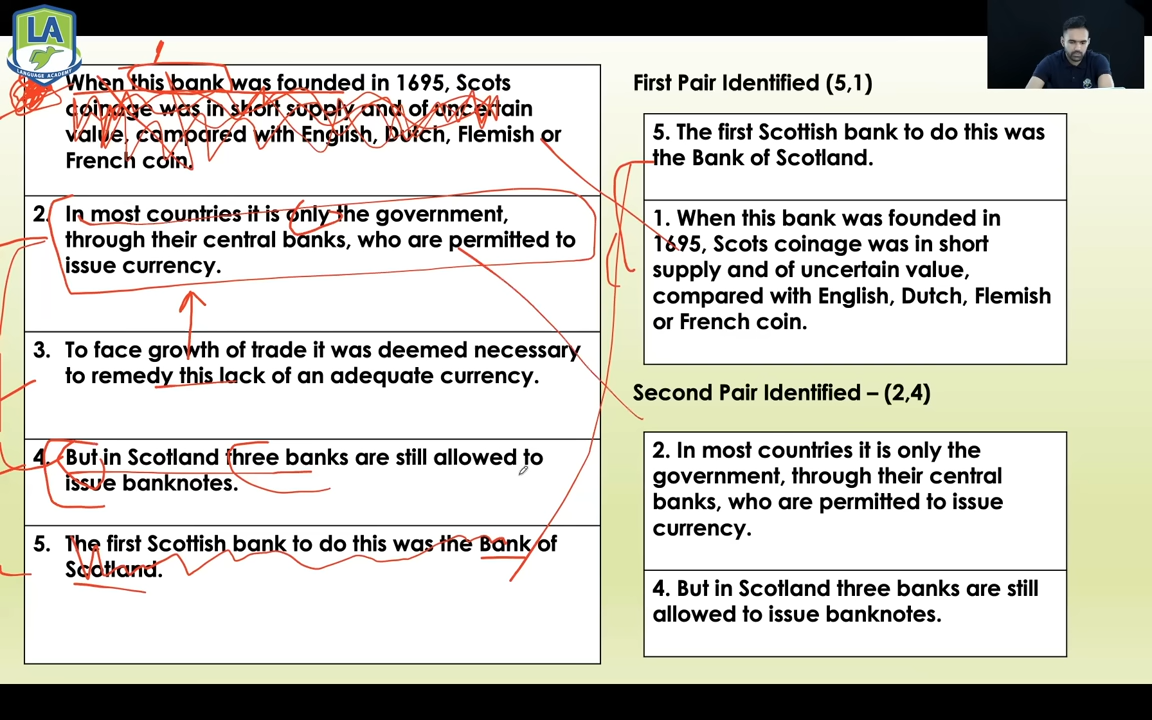 LA
LANGUAGE ACADEMY
When this bank was founded in 1695, Scots
coinage was in short supply and of uncertain
value, compared with English, Dutch, Flemish or
French coin.
2. In most countries it is only the government,
through their central banks, who are permitted to
issue currency.
3. To face growth of trade it was deemed necessary
to remedy this lack of an adequate currency.
4. But in Scotland three banks are still allowed to
issue banknotes.
5. The first Scottish bank to do this was the Bank of
Scotland.
First Pair Identified (5,1)
5. The first Scottish bank to do this was
the Bank of Scotland.
1. When this bank was founded in
1695, Scots coinage was in short
supply and of uncertain value,
compared with English, Dutch, Flemish
or French coin.
Second Pair Identified – (2,4)
2. In most countries it is only the
government, through their central
banks, who are permitted to issue
currency.
4. But in Scotland three banks are still
allowed to issue banknotes.